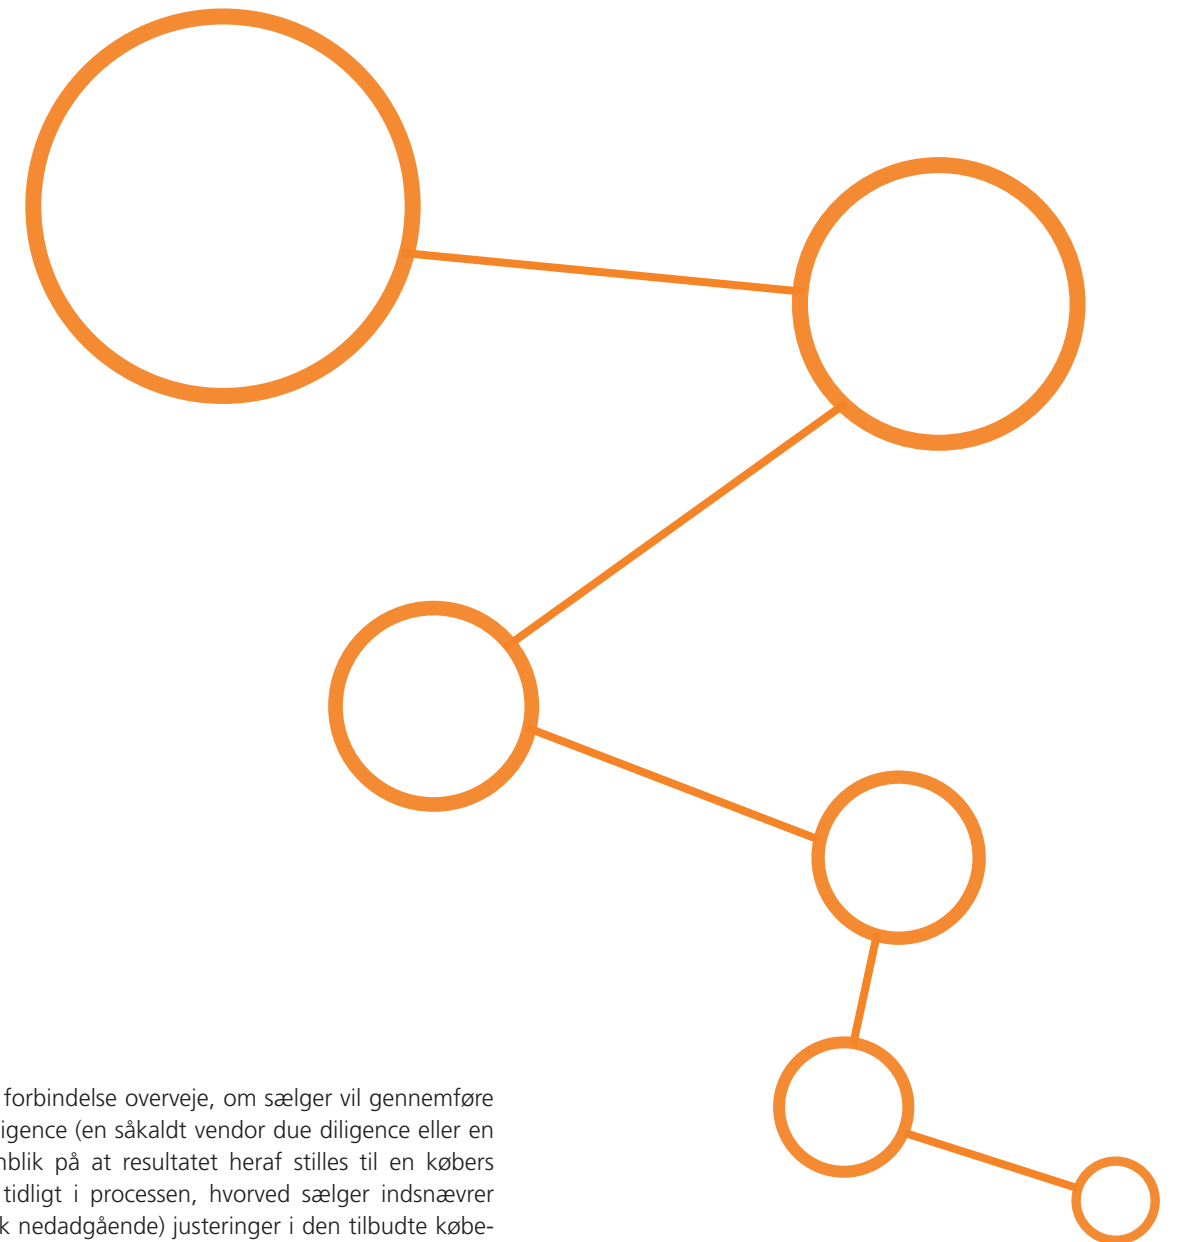 forbindelse overveje, om sælger vil gennemføre
igence (en såkaldt vendor due diligence eller en
nblik på at resultatet heraf stilles til en købers
tidligt i processen, hvorved sælger indsnævrer
k nedadgående) justeringer i den tilbudte købe-